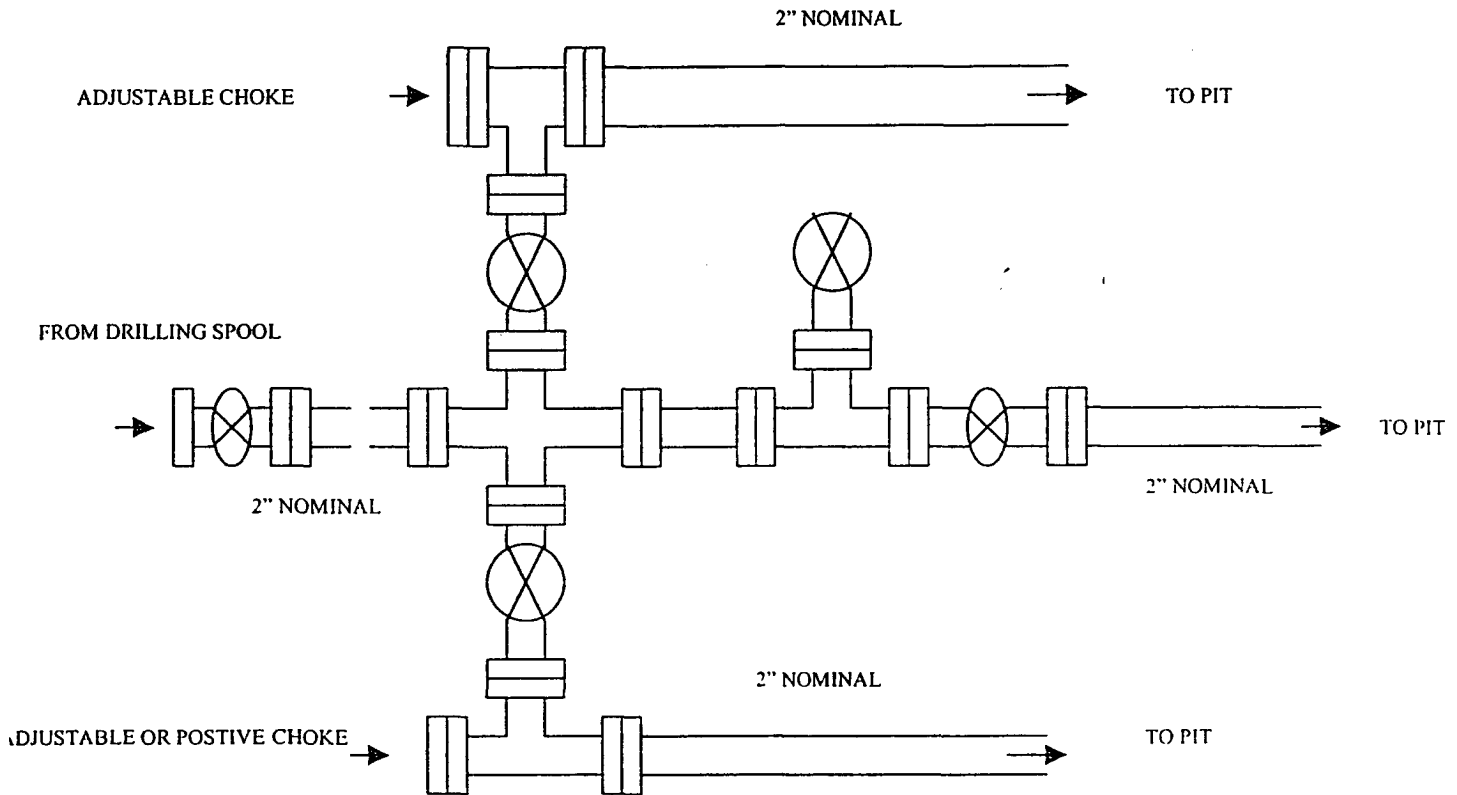 2” NOMINAL
ADJUSTABLE CHOKE
TO PIT
FROM DRILLING SPOOL
TO PIT
2” NOMINAL
2” NOMINAL
2” NOMINAL
ADJUSTABLE OR POSTIVE CHOKE
TO PIT